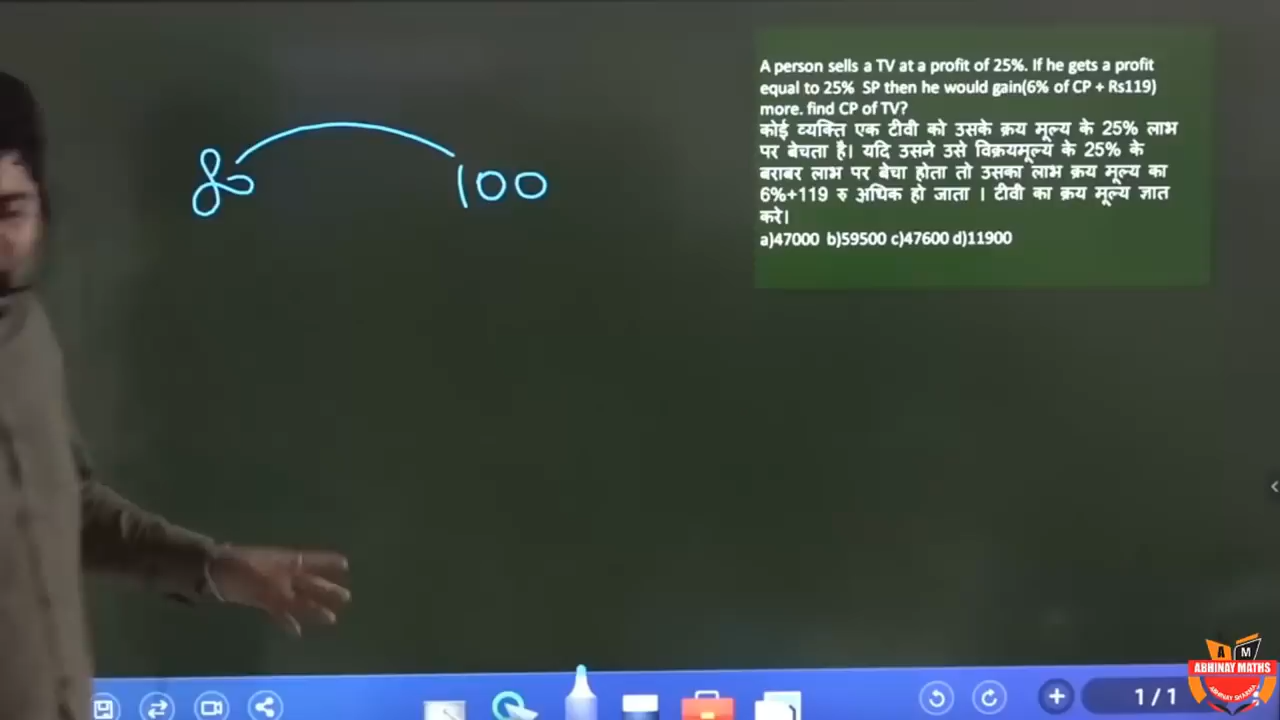 80 100
A person sells a TV at a profit of 25%. If he gets a profit
equal to 25% SP then he would gain(6% of CP + Rs119)
more. find CP of TV?
कोई व्यक्ति एक टीवी को उसके क्रय मूल्य के 25% लाभ
पर बेचता है। यदि उसने उसे विक्रयमूल्य के 25% के
बराबर लाभ पर बेचा होता तो उसका लाभ क्रय मूल्य का
6%+119 रु अधिक हो जाता । टीवी का क्रय मूल्य ज्ञात
करे।
a)47000 b)59500 c)47600 d)11900
1/1
A M
ABHINAY MATHS
ABHINAY SHARMA